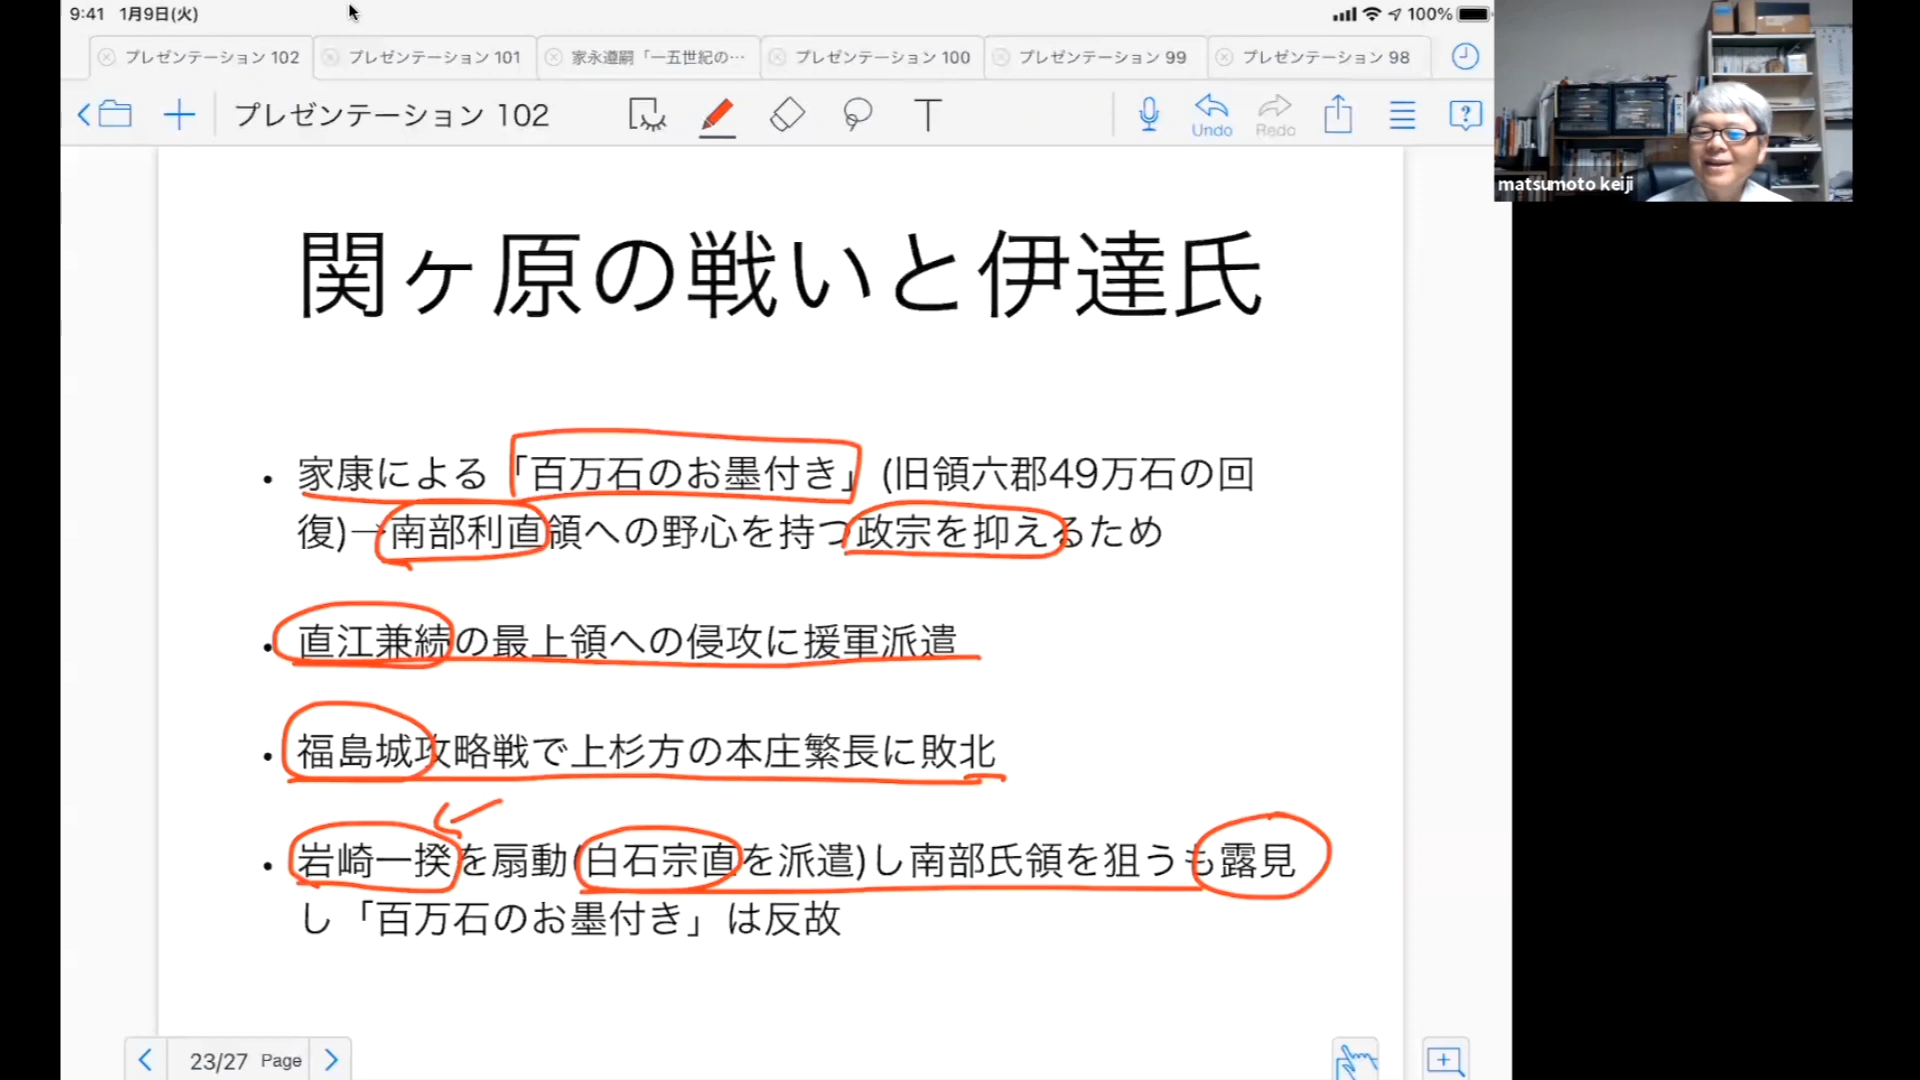 9:41 1月9日(火)
100%
プレゼンテーション 102
プレゼンテーション 101
家永遵嗣「一五世紀の…
プレゼンテーション 100
プレゼンテーション 99
プレゼンテーション 98
プレゼンテーション 102
T
Undo
Redo
matsumoto keiji
関ヶ原の戦いと伊達氏
• 家康による「百万石のお墨付き」(旧領六郡49万石の回
復)→南部利直領への野心を持つ政宗を抑えるため
• 直江兼続の最上領への侵攻に援軍派遣
• 福島城攻略戦で上杉方の本庄繁長に敗北
• 岩崎一揆を扇動(白石宗直を派遣)し南部氏領を狙うも露見
し「百万石のお墨付き」は反故
23/27 Page